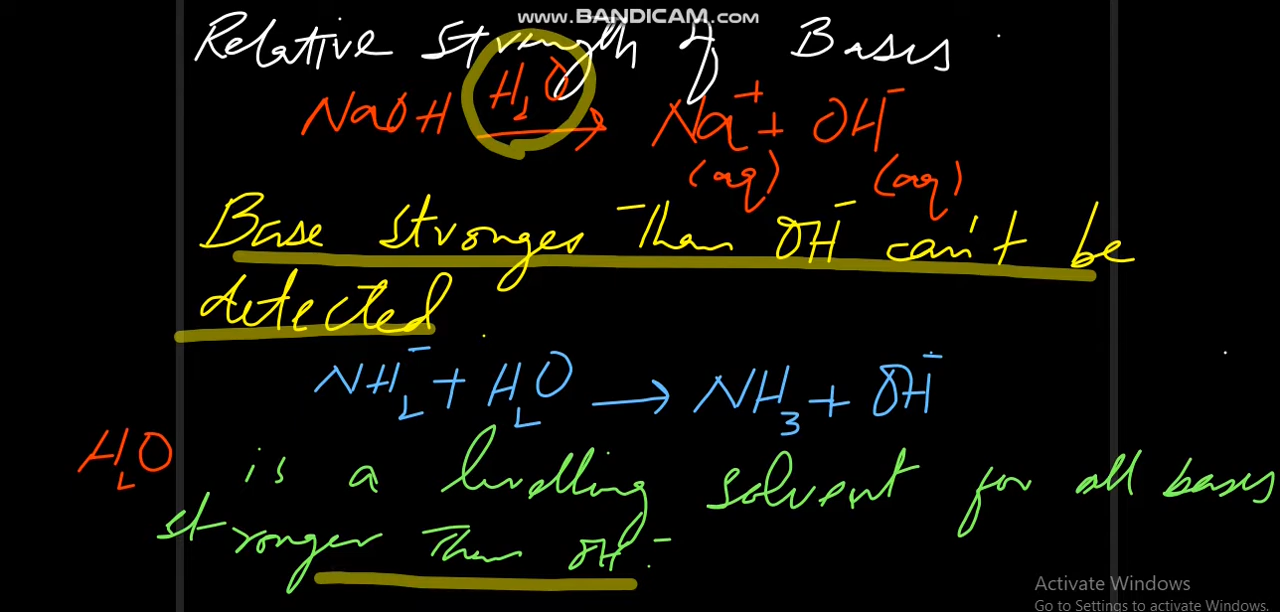 www.BANDICAM.com
Relative Strength of Bases
NaOH H₂O → Na⁺ + OH⁻
(aq) (aq)
Base stronger Than OH⁻ can't be
detected
NH₂⁻ + H₂O → NH₃ + OH⁻
H₂O is a levelling solvent for all bases
stronger Than OH⁻
Activate Windows
Go to Settings to activate Windows.